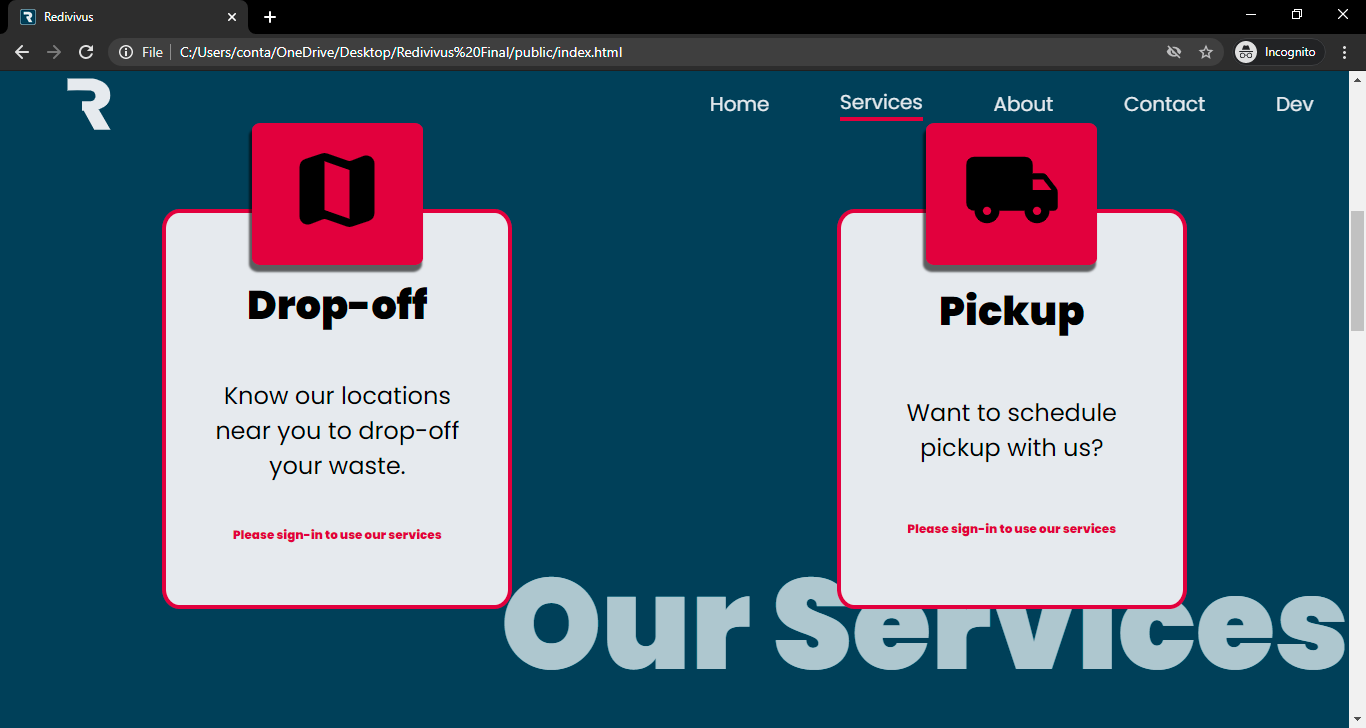 Redivivus
File C:/Users/conta/OneDrive/Desktop/Redivivus%20Final/public/index.html Incognito
R Home Services About Contact Dev
Drop-off
Know our locations
near you to drop-off
your waste.
Please sign-in to use our services
Pickup
Want to schedule
pickup with us?
Please sign-in to use our services
Our Services